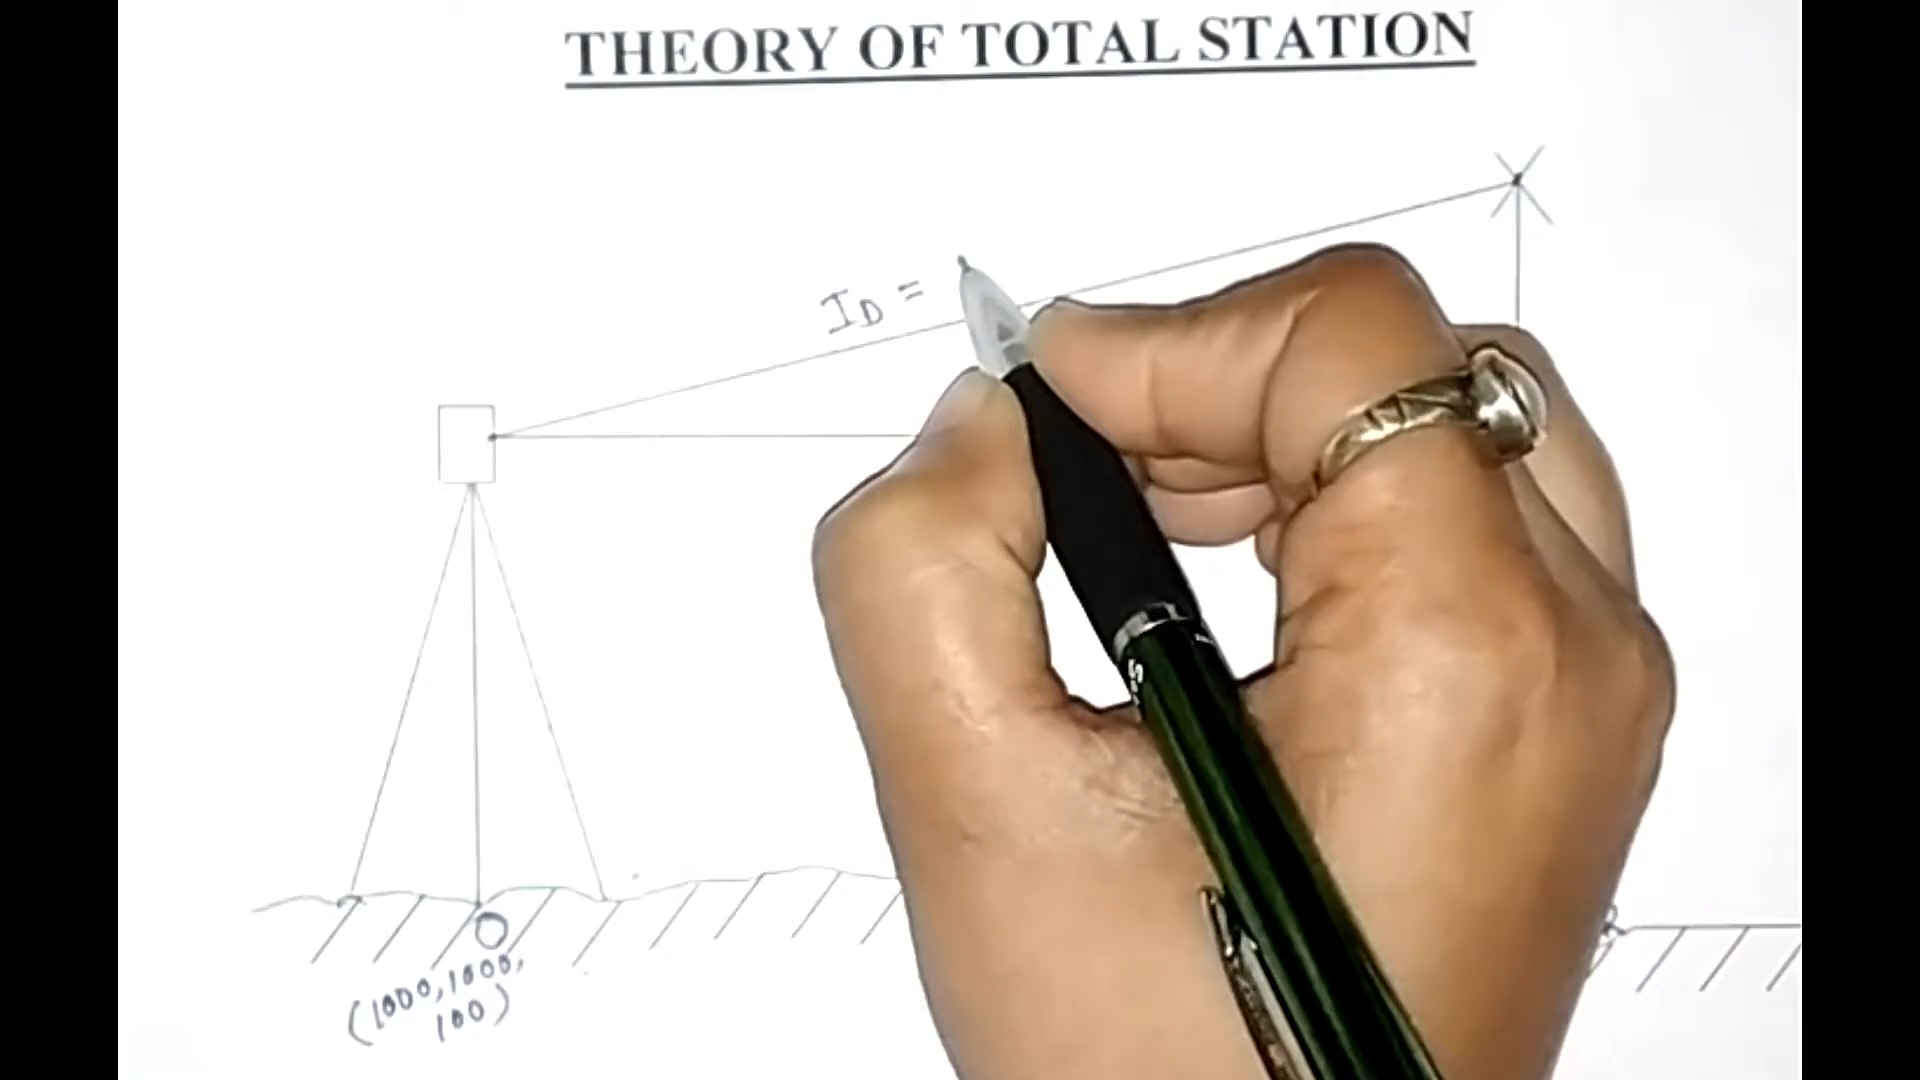 THEORY OF TOTAL STATION
ID =
O
(1000,1000,
100)